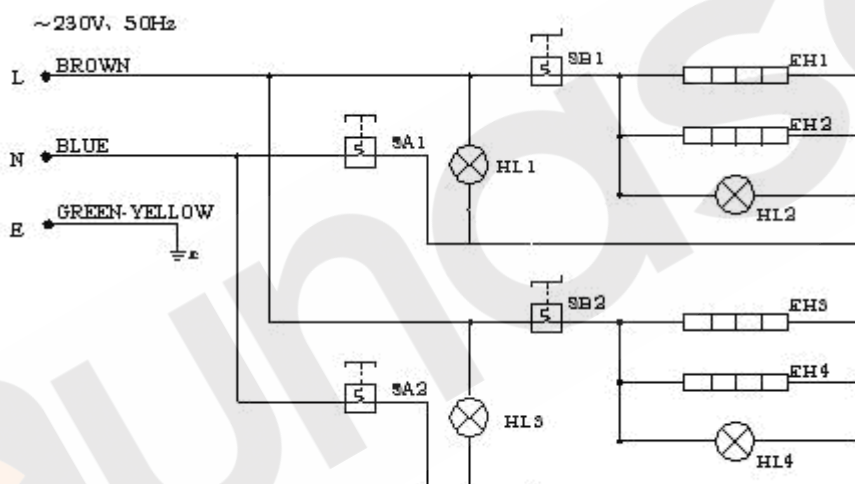 ~230V、50Hz
L BROWN SB1 EH1
EH2
N BLUE SA1
HL1
E GREEN-YELLOW HL2
SB2 EH3
SA2 EH4
HL3
HL4